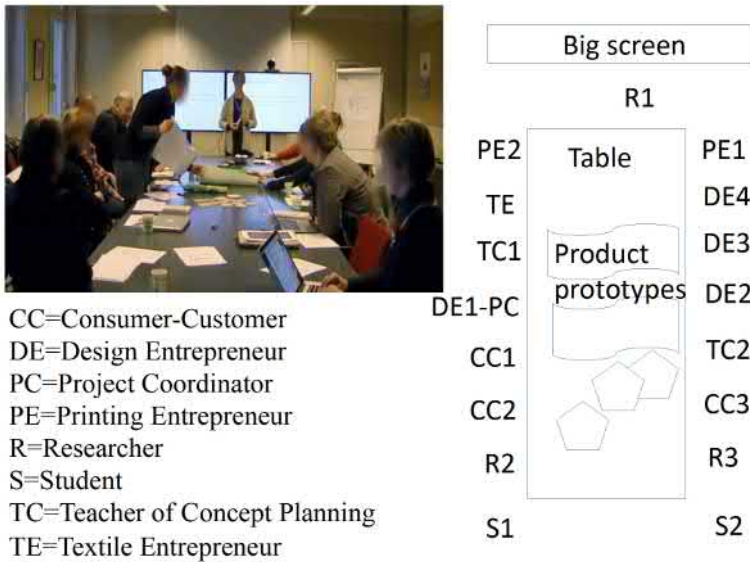 Big screen
R1
PE2
Table
PE1
TE
DE4
TC1
Product
DE3
prototypes
DE1-PC
DE2
CC1
TC2
CC2
CC3
R2
R3
S1
S2
CC=Consumer-Customer
DE=Design Entrepreneur
PC=Project Coordinator
PE=Printing Entrepreneur
R=Researcher
S=Student
TC=Teacher of Concept Planning
TE=Textile Entrepreneur